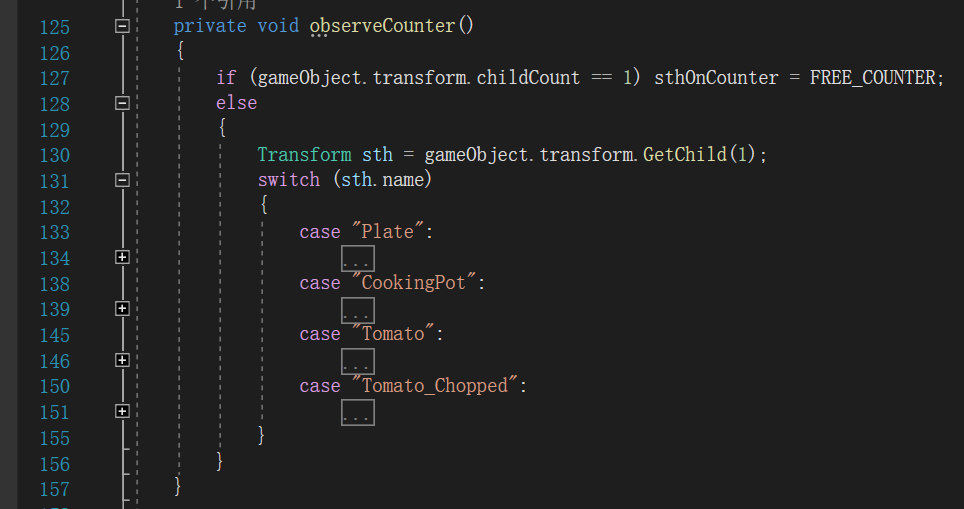 1 个引用
125 private void observeCounter()
126 {
127 if (gameObject.transform.childCount == 1) sthOnCounter = FREE_COUNTER;
128 else
129 {
130 Transform sth = gameObject.transform.GetChild(1);
131 switch (sth.name)
132 {
133 case "Plate":
134 ...
138 case "CookingPot":
139 ...
145 case "Tomato":
146 ...
150 case "Tomato_Chopped":
151 ...
155 }
156 }
157 }